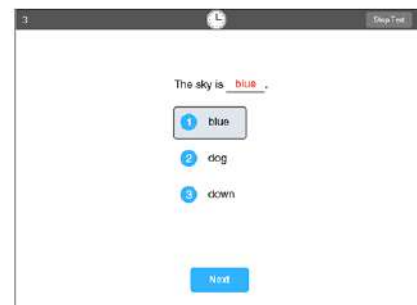 3
Stop Test
The sky is blue .
1 blue
2 dog
3 down
Next